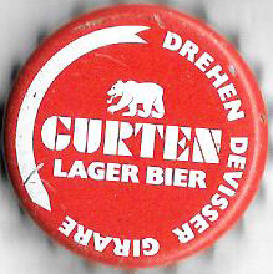 GURTEN
LAGER BIER
DREHEN DEVISSER GIRARE